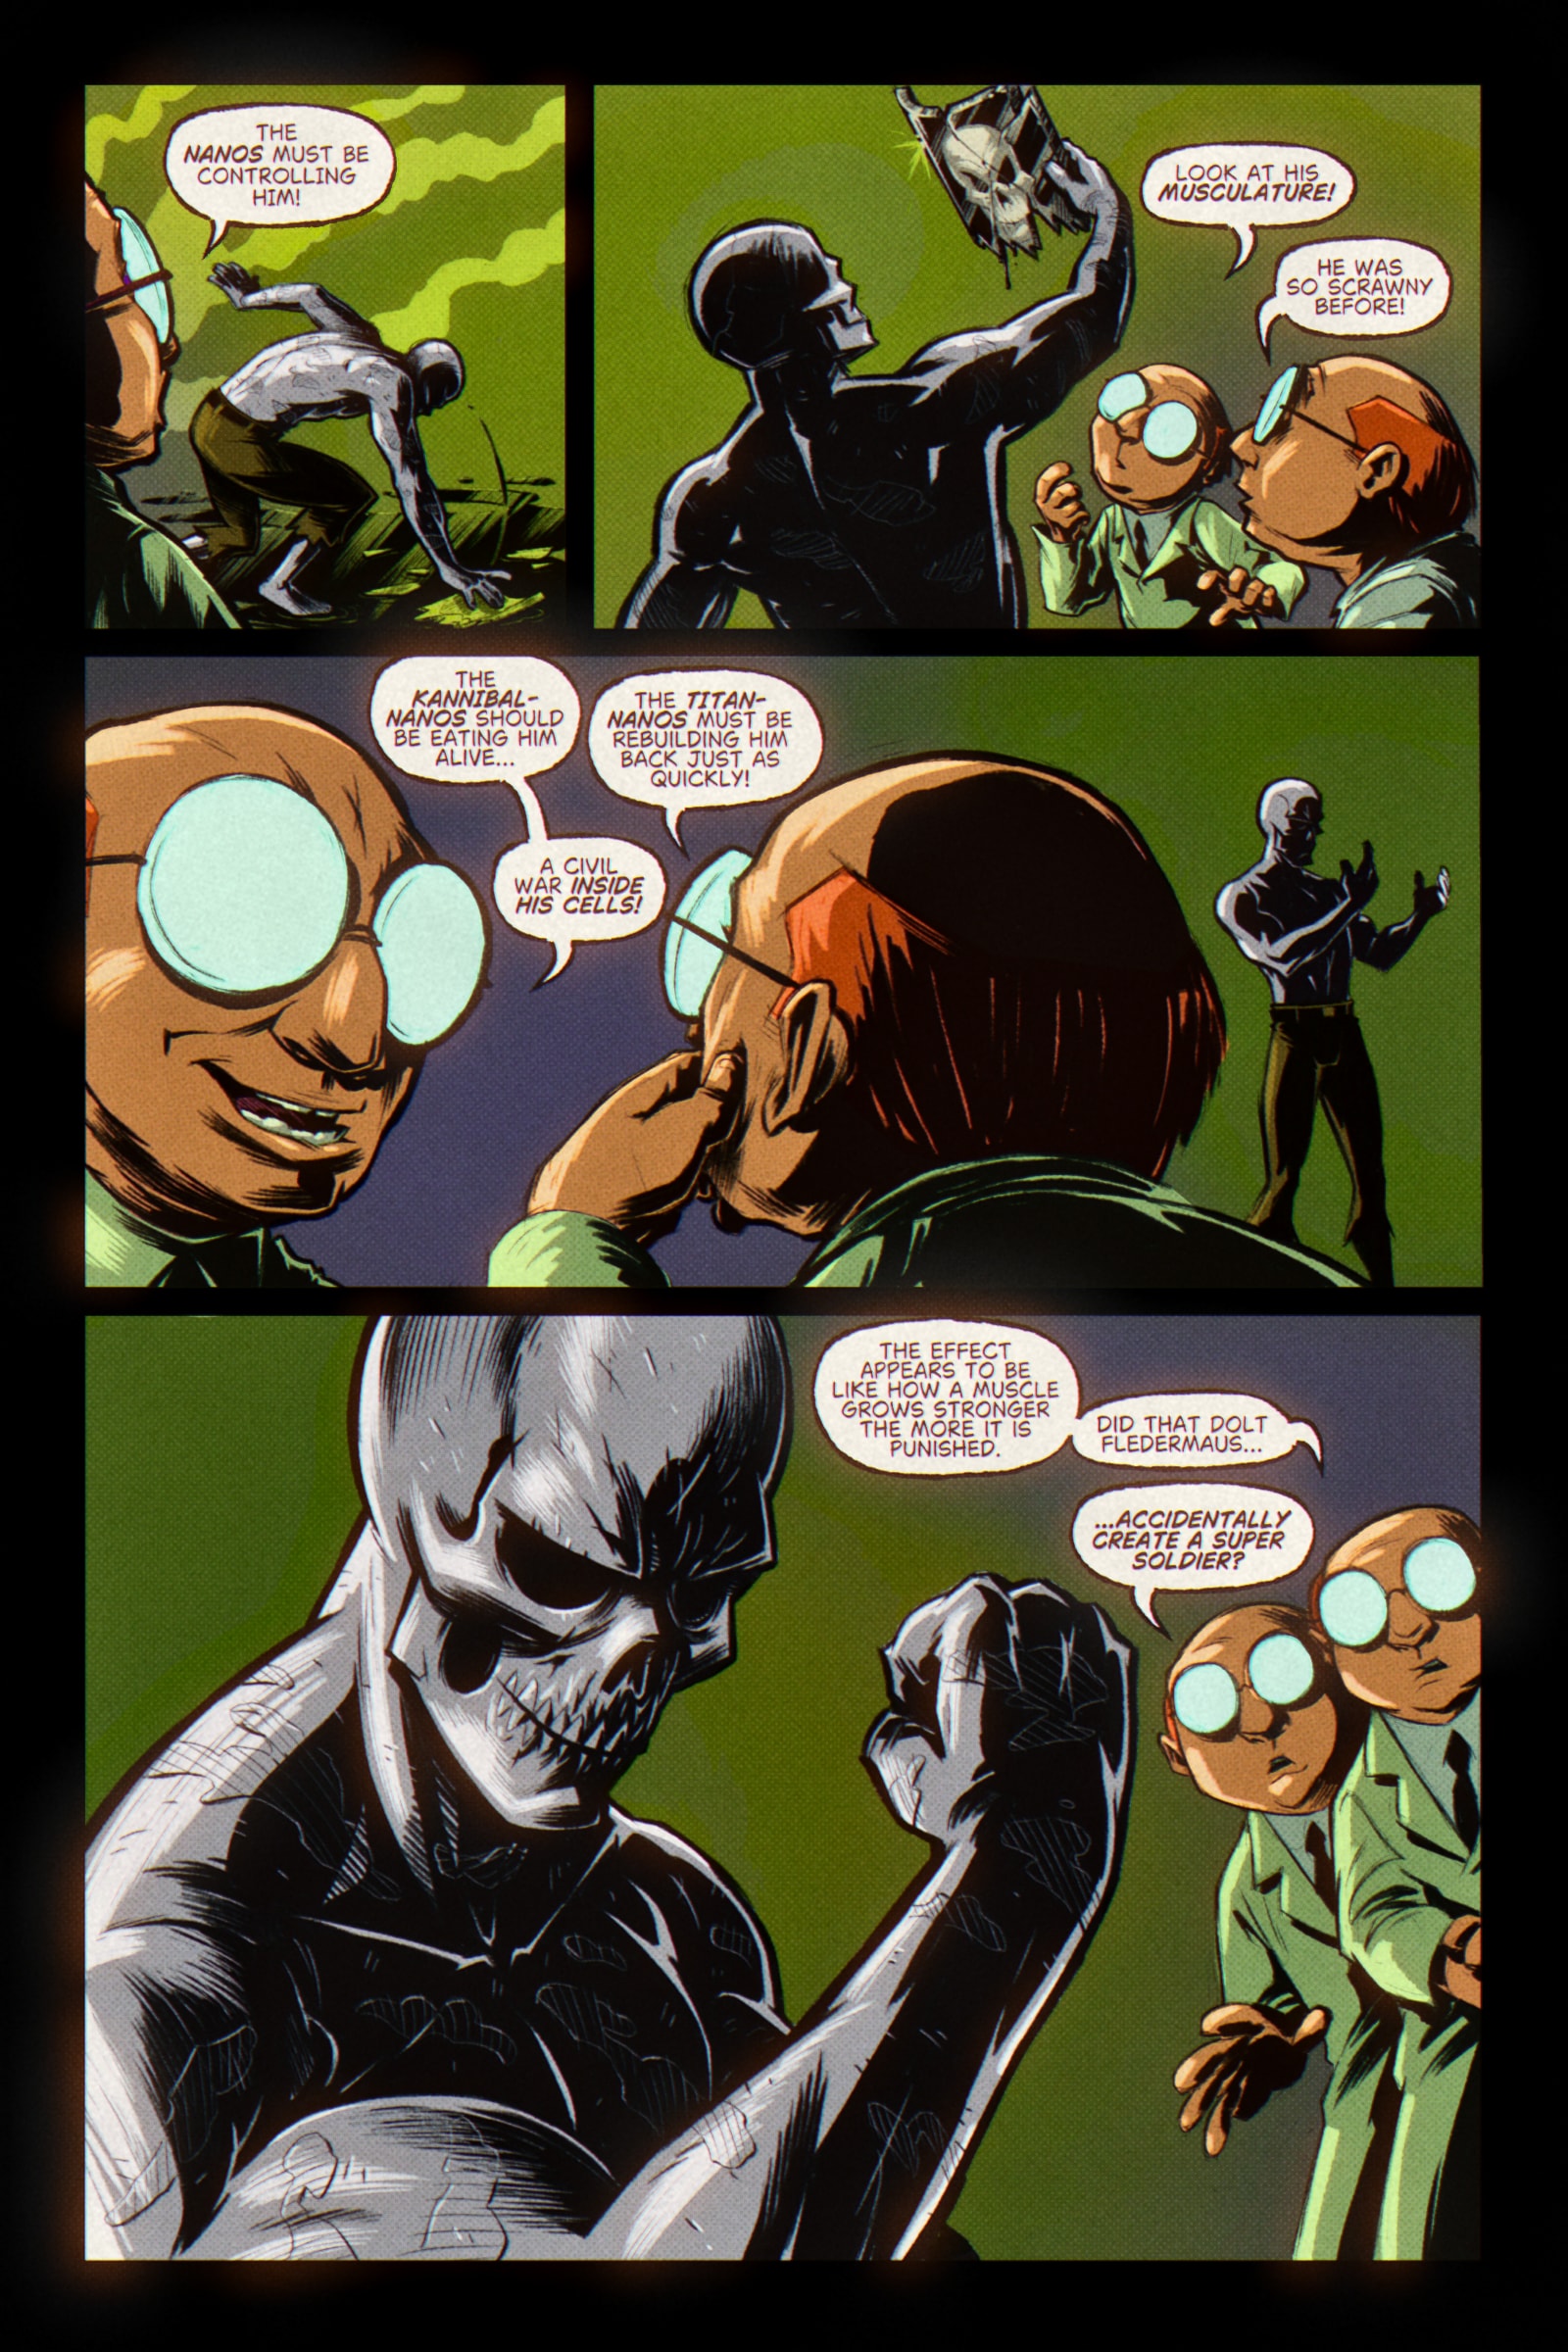 THE
NANOS MUST BE
CONTROLLING
HIM!
LOOK AT HIS
MUSCULATURE!
HE WAS
SO SCRAWNY
BEFORE!
THE
KANNIBAL-
NANOS SHOULD
BE EATING HIM
ALIVE...
THE TITAN-
NANOS MUST BE
REBUILDING HIM
BACK JUST AS
QUICKLY!
A CIVIL
WAR INSIDE
HIS CELLS!
THE EFFECT
APPEARS TO BE
LIKE HOW A MUSCLE
GROWS STRONGER
THE MORE IT IS
PUNISHED.
DID THAT DOLT
FLEDERMAUS...
...ACCIDENTALLY
CREATE A SUPER
SOLDIER?